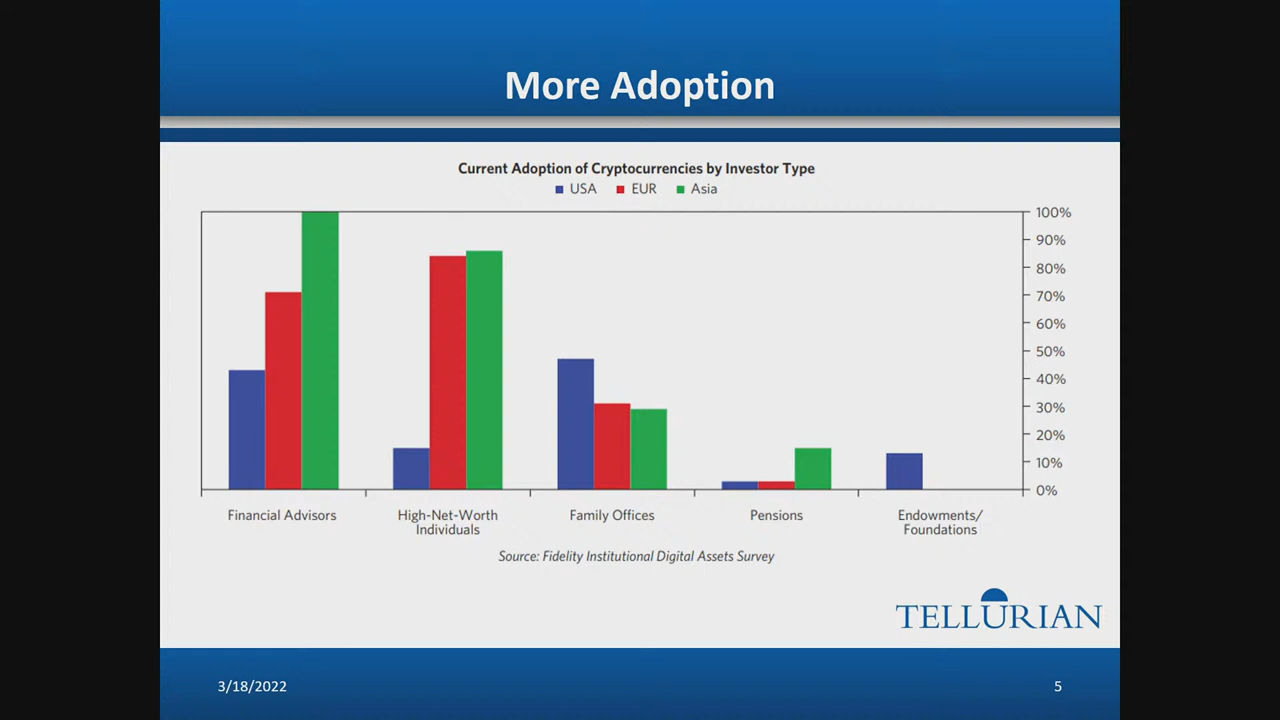 More Adoption
Current Adoption of Cryptocurrencies by Investor Type
USA EUR Asia
100%
90%
80%
70%
60%
50%
40%
30%
20%
10%
0%
Financial Advisors
High-Net-Worth
Individuals
Family Offices
Pensions
Endowments/
Foundations
Source: Fidelity Institutional Digital Assets Survey
TELLURIAN
3/18/2022
5